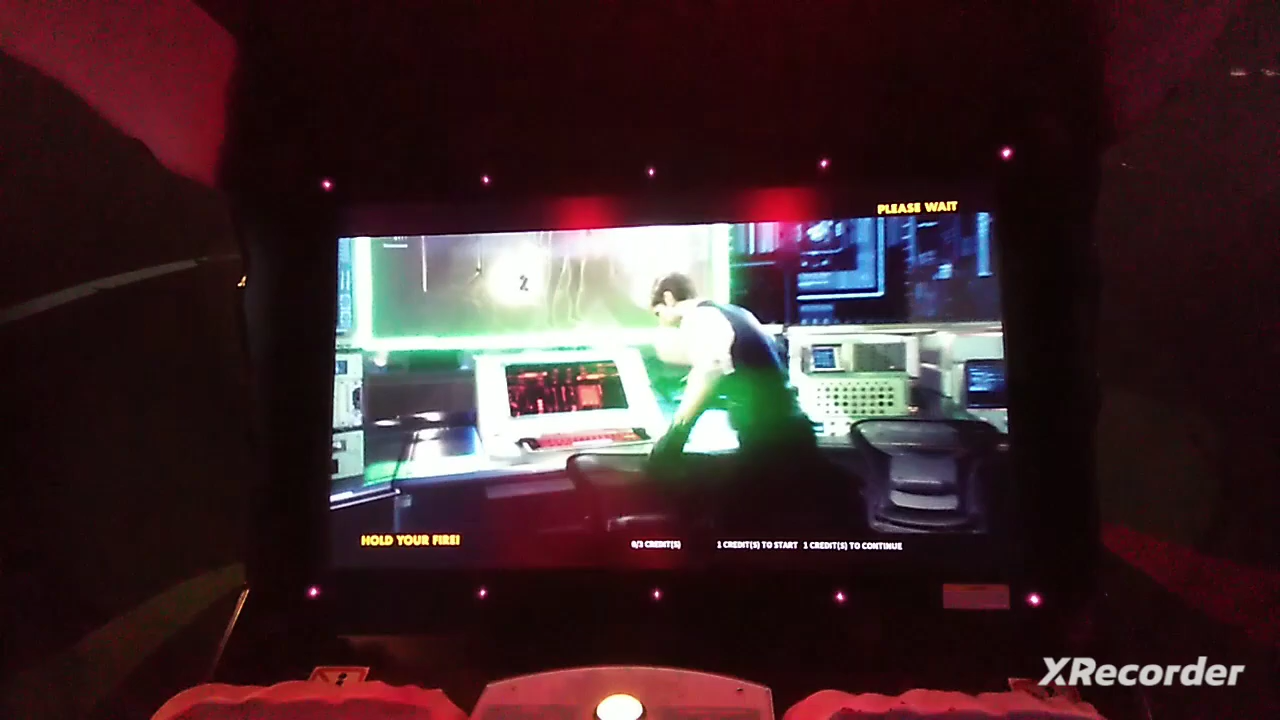 PLEASE WAIT
2
HOLD YOUR FIRE!
0/3 CREDIT(S)
1 CREDIT(S) TO START 1 CREDIT(S) TO CONTINUE
XRecorder